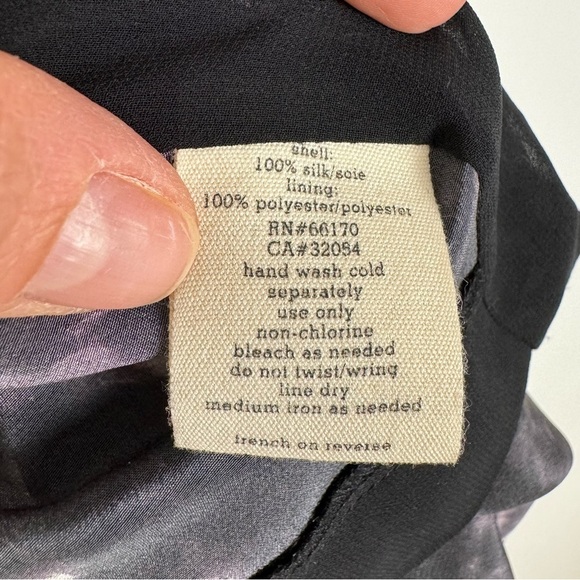 shell:
100% silk/soie
lining:
100% polyester/polyester
RN#66170
CA#32054
hand wash cold
separately
use only
non-chlorine
bleach as needed
do not twist/wring
line dry
medium iron as needed
french on reverse